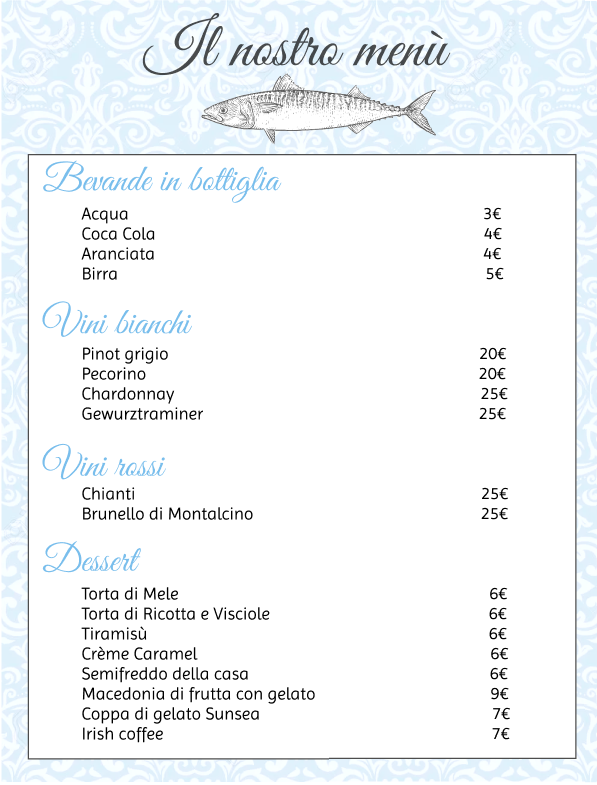 Il nostro menù
Bevande in bottiglia
Acqua 3€
Coca Cola 4€
Aranciata 4€
Birra 5€
Vini bianchi
Pinot grigio 20€
Pecorino 20€
Chardonnay 25€
Gewurztraminer 25€
Vini rossi
Chianti 25€
Brunello di Montalcino 25€
Dessert
Torta di Mele 6€
Torta di Ricotta e Visciole 6€
Tiramisù 6€
Crème Caramel 6€
Semifreddo della casa 6€
Macedonia di frutta con gelato 9€
Coppa di gelato Sunsea 7€
Irish coffee 7€